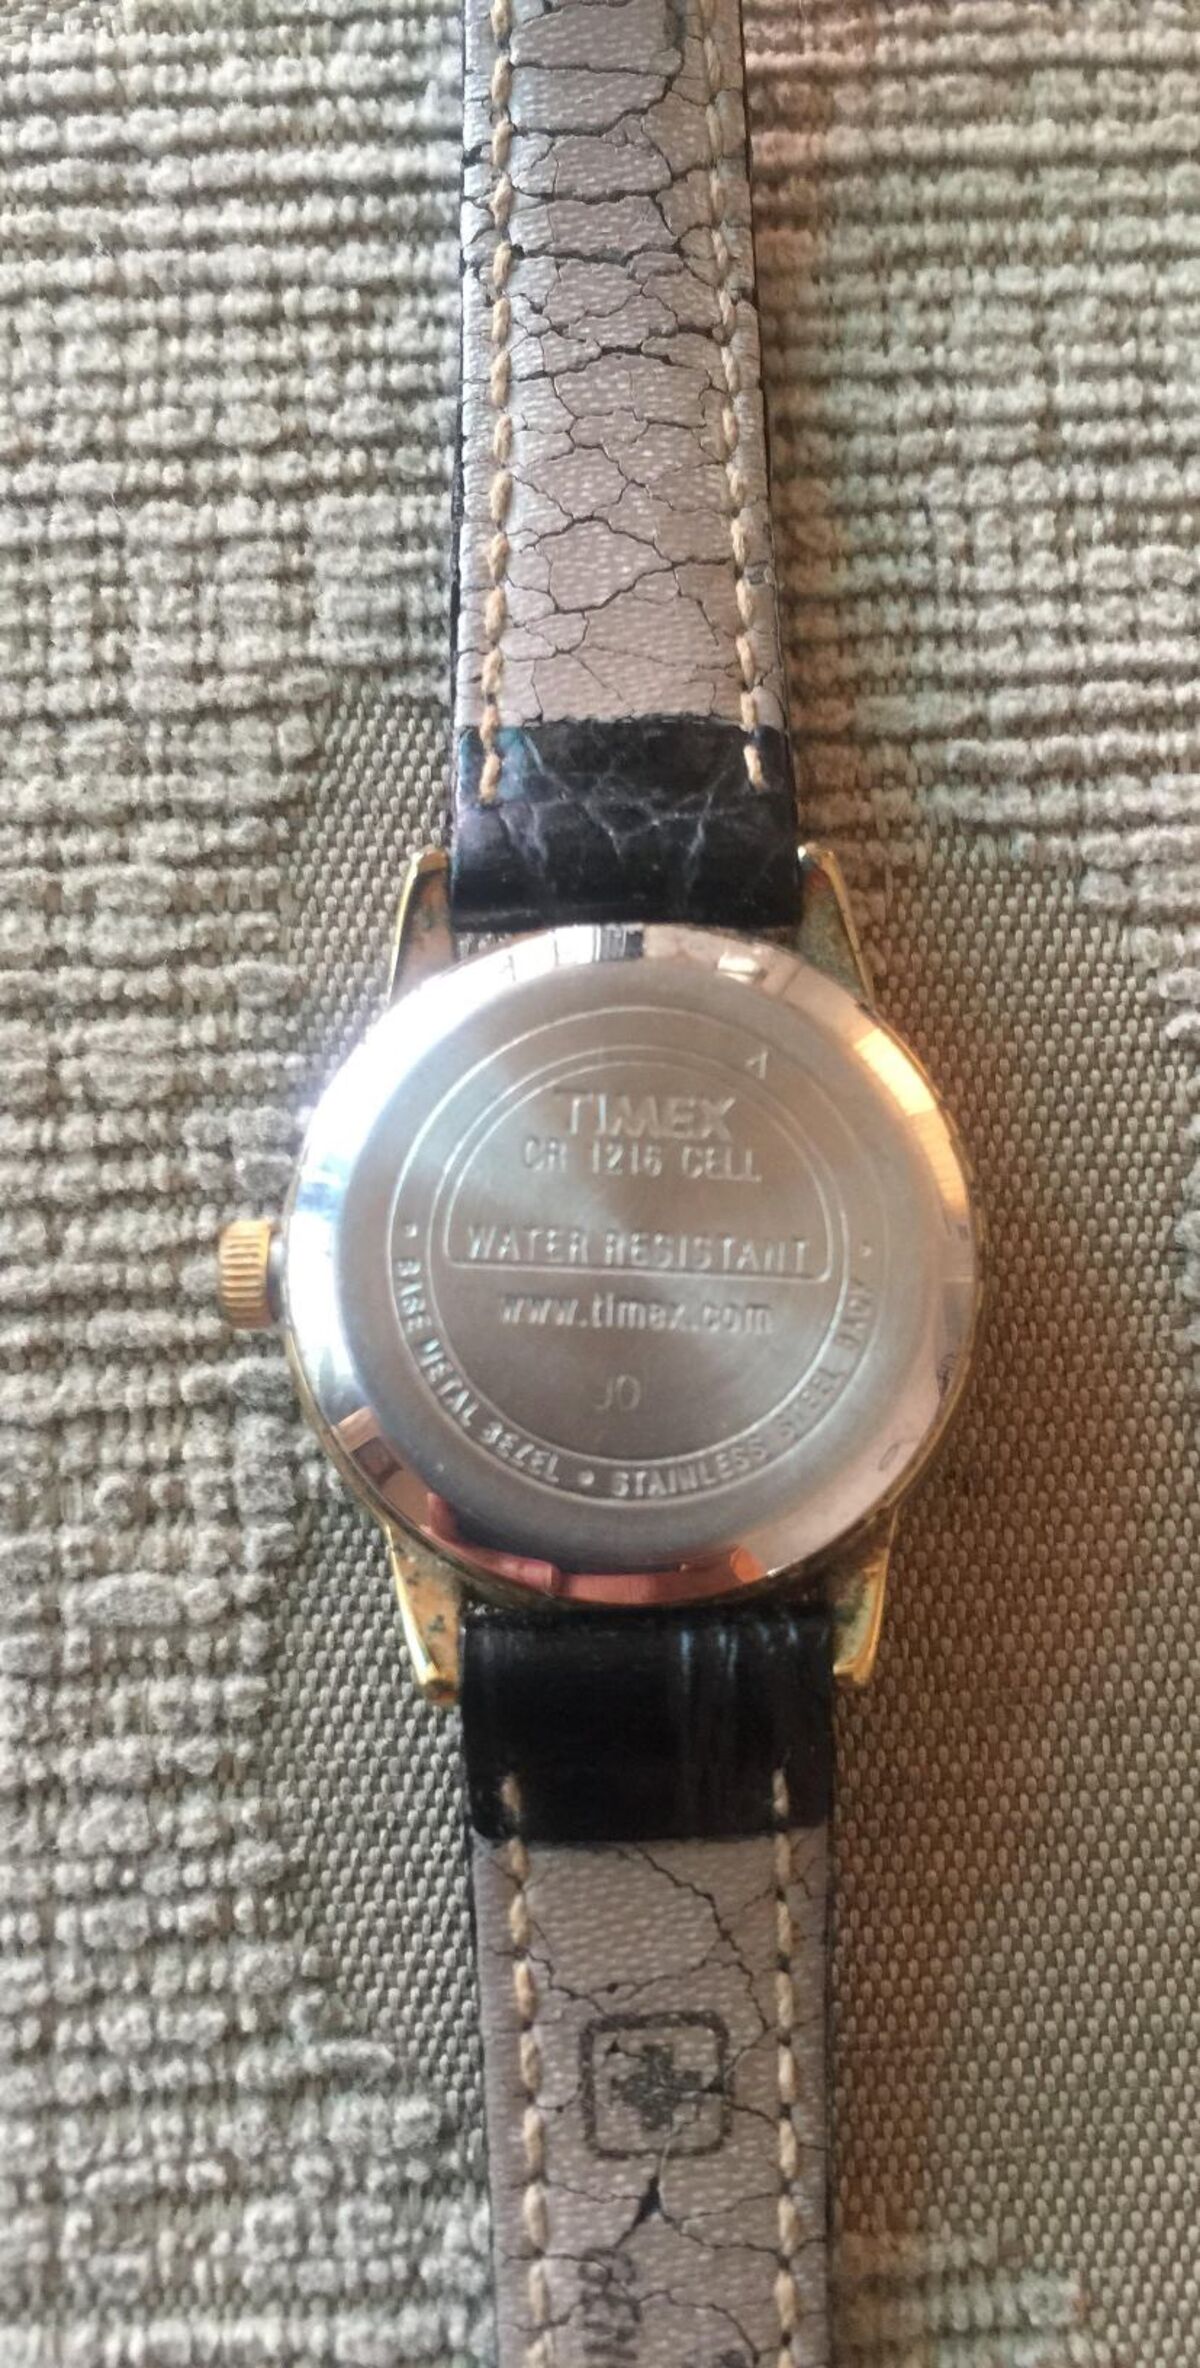 A
TIMEX
CR 1216 CELL
WATER RESISTANT
www.timex.com
JO
• BASE METAL BEZEL • STAINLESS STEEL BACK •